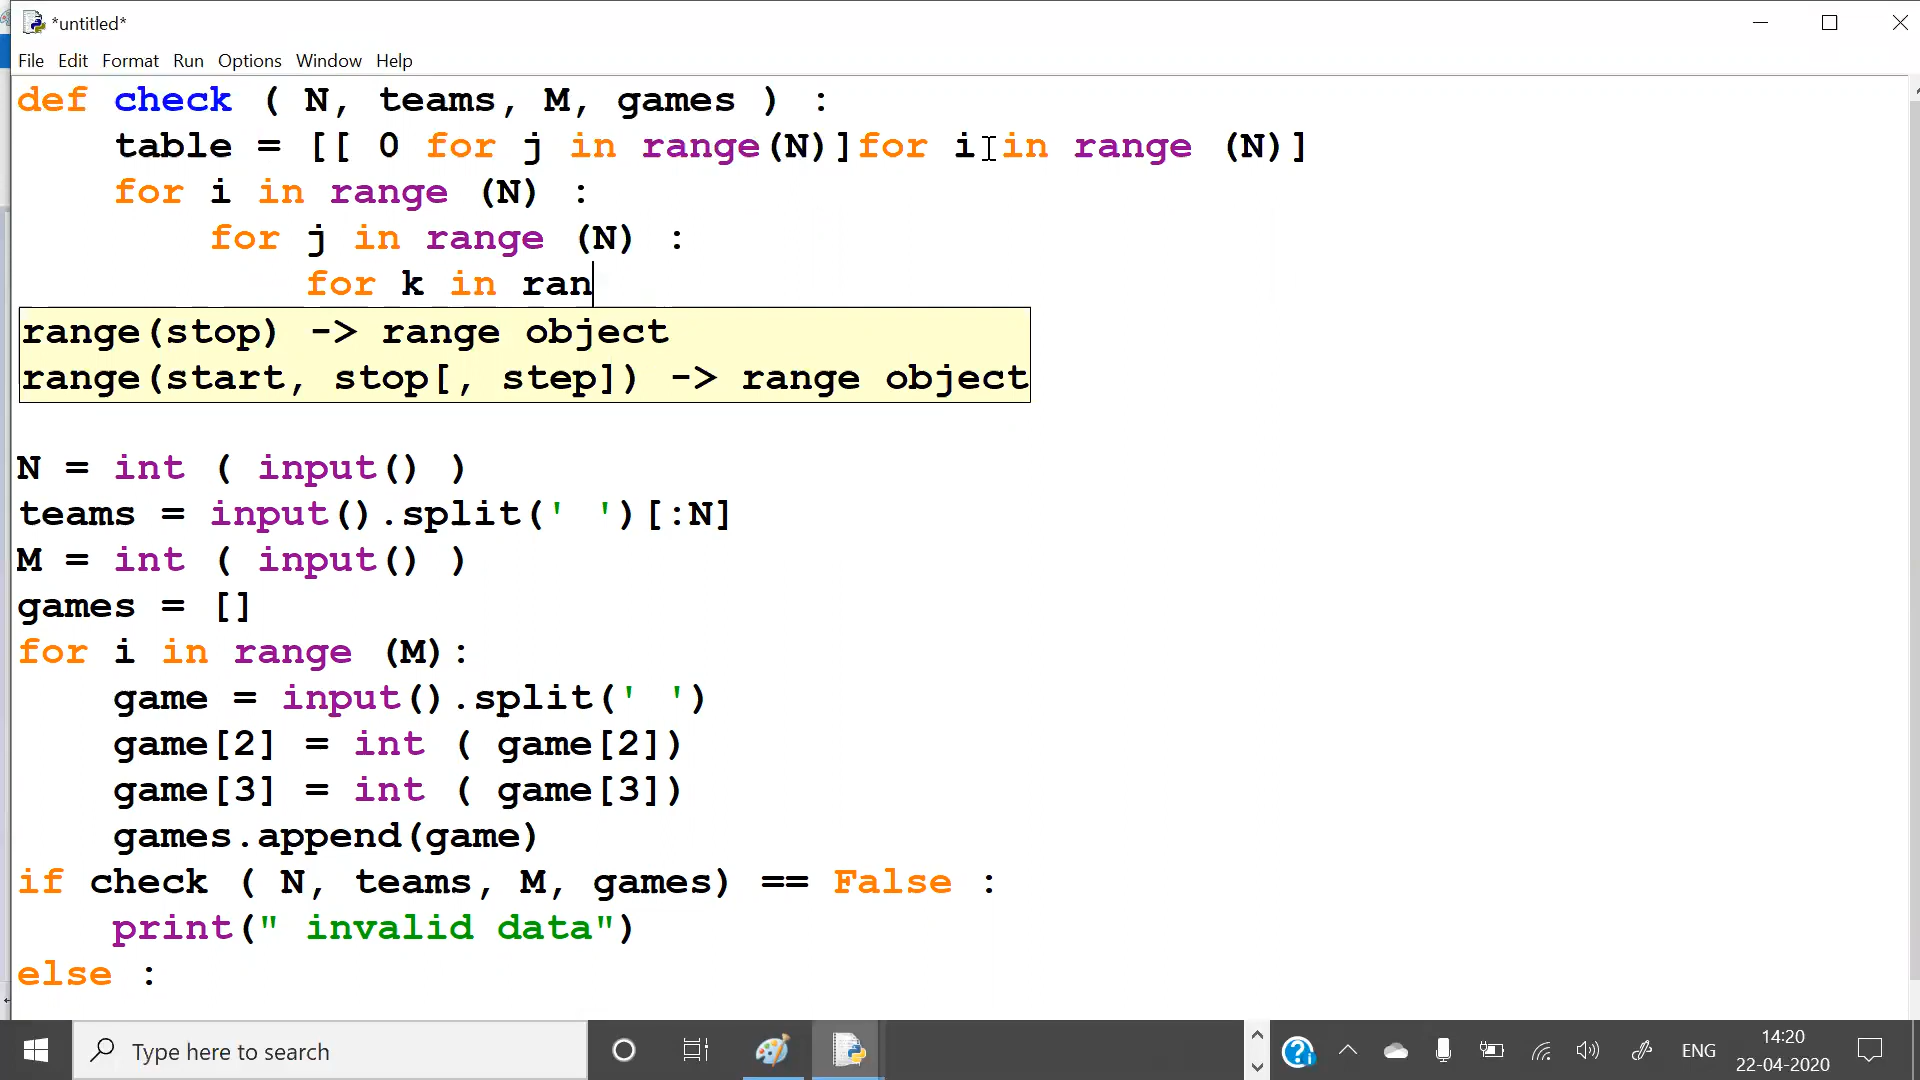 *untitled*
File Edit Format Run Options Window Help
def check ( N, teams, M, games ) :
    table = [[ 0 for j in range(N)]for i in range (N)]
    for i in range (N) :
        for j in range (N) :
            for k in ran
range(stop) -> range object
range(start, stop[, step]) -> range object
N = int ( input() )
teams = input().split(' ')[:N]
M = int ( input() )
games = []
for i in range (M):
    game = input().split(' ')
    game[2] = int ( game[2])
    game[3] = int ( game[3])
    games.append(game)
if check ( N, teams, M, games) == False :
    print(" invalid data")
else :
Type here to search
ENG
14:20
22-04-2020